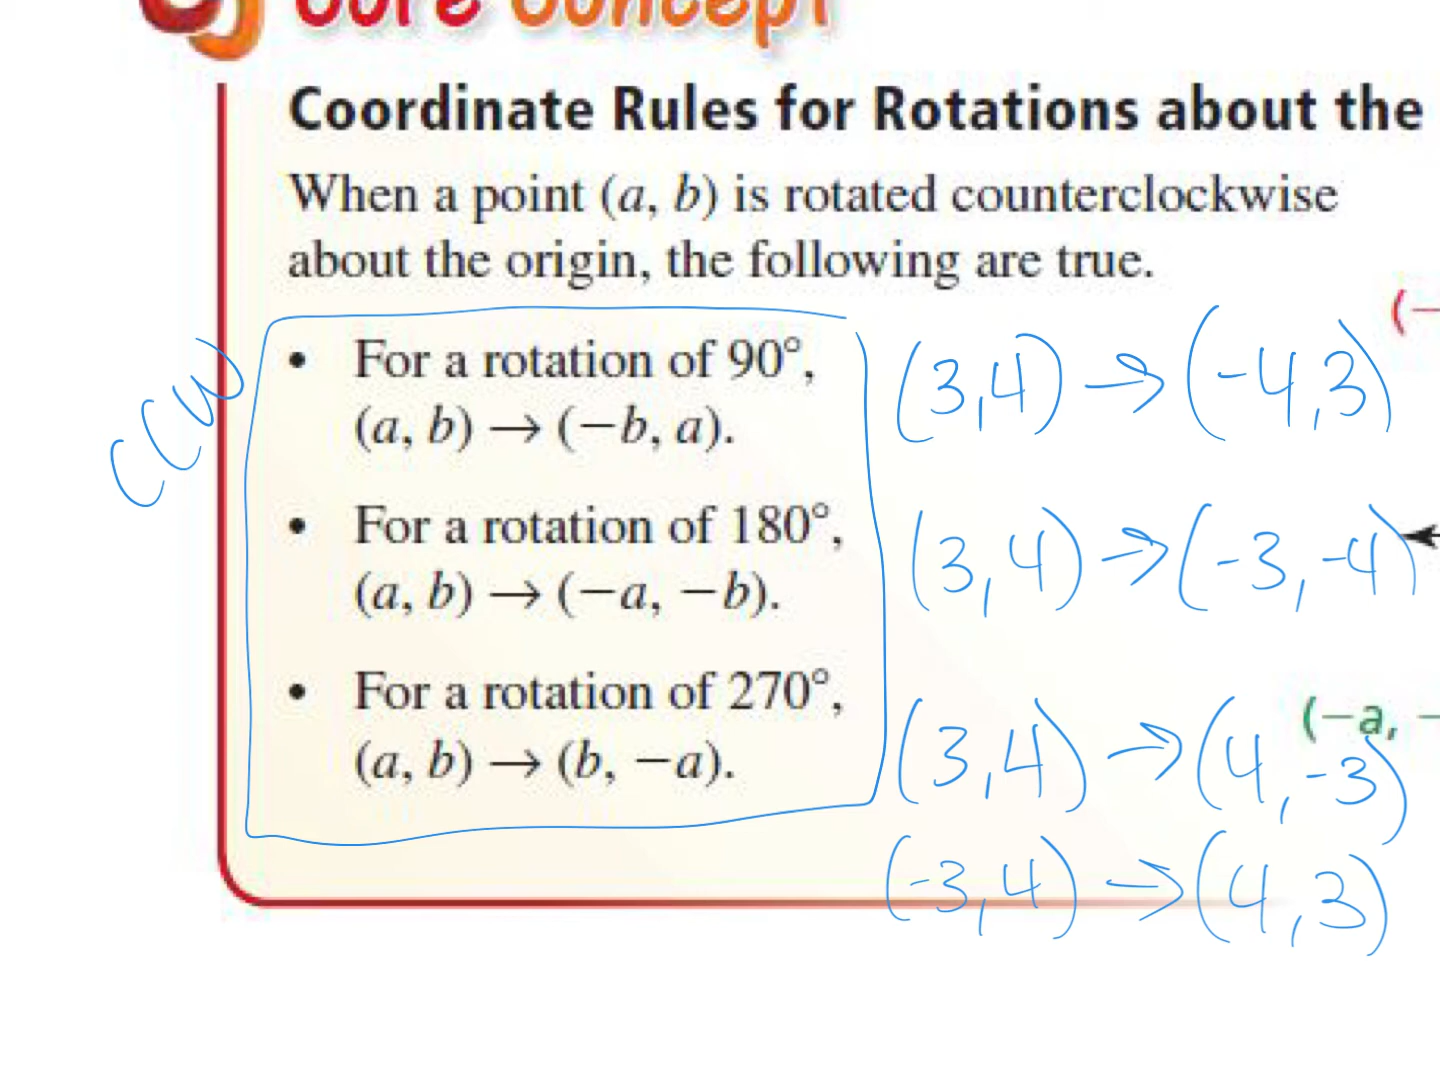 Core Concept
Coordinate Rules for Rotations about the
When a point (a, b) is rotated counterclockwise
about the origin, the following are true.
(−
CCW
• For a rotation of 90°,
(a, b) → (−b, a).
(3,4) → (-4,3)
• For a rotation of 180°,
(a, b) → (−a, −b).
(3,4) → (-3,-4)
• For a rotation of 270°,
(a, b) → (b, −a).
(−a, −
(3,4) → (4,-3)
(-3,4) → (4,3)